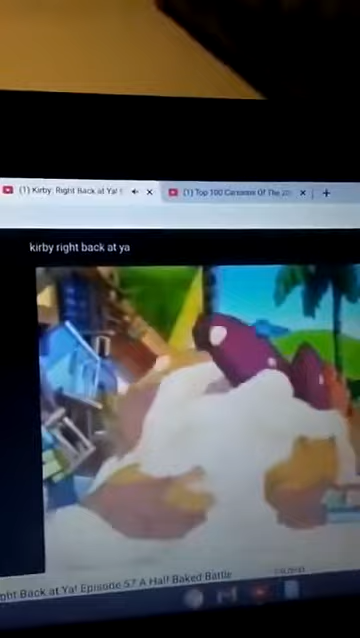 (1) Kirby: Right Back at Ya! E
(1) Top 100 Cartoons Of The 20
kirby right back at ya
ght Back at Ya! Episode 57 A Half Baked Battle